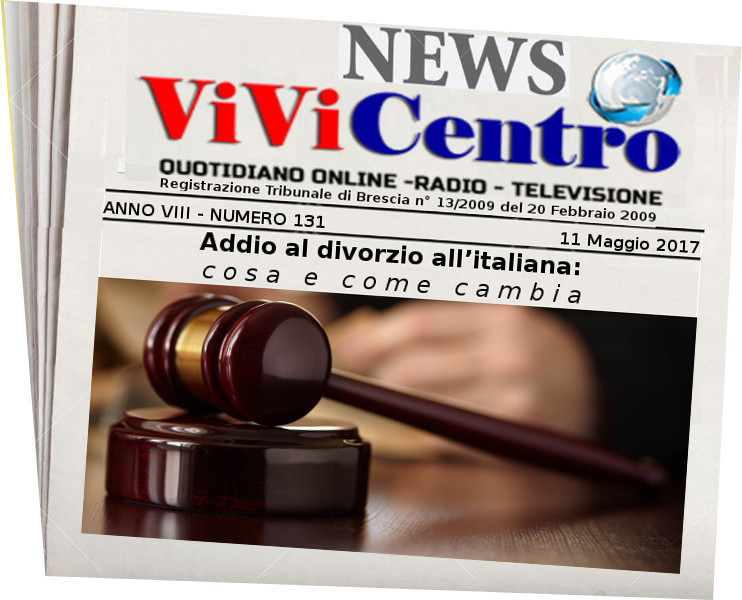 NEWS
ViViCentro
QUOTIDIANO ONLINE -RADIO - TELEVISIONE
Registrazione Tribunale di Brescia n° 13/2009 del 20 Febbraio 2009
ANNO VIII - NUMERO 131
11 Maggio 2017
Addio al divorzio all’italiana:
cosa e come cambia